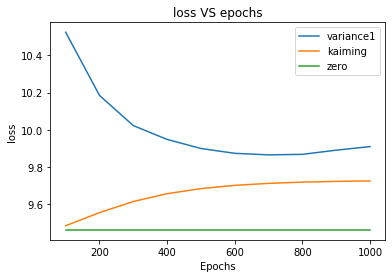 loss VS epochs
variance1
kaiming
zero
10.4
10.2
10.0
9.8
9.6
loss
200
400
600
800
1000
Epochs